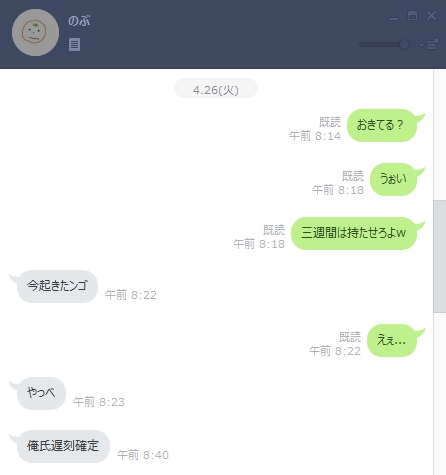 のぶ
4.26(火)
既読
午前 8:14
おきてる？
既読
午前 8:18
うぉい
既読
午前 8:18
三週間は持たせろよw
今起きたンゴ
午前 8:22
既読
午前 8:22
えぇ...
やっべ
午前 8:23
俺氏遅刻確定
午前 8:40